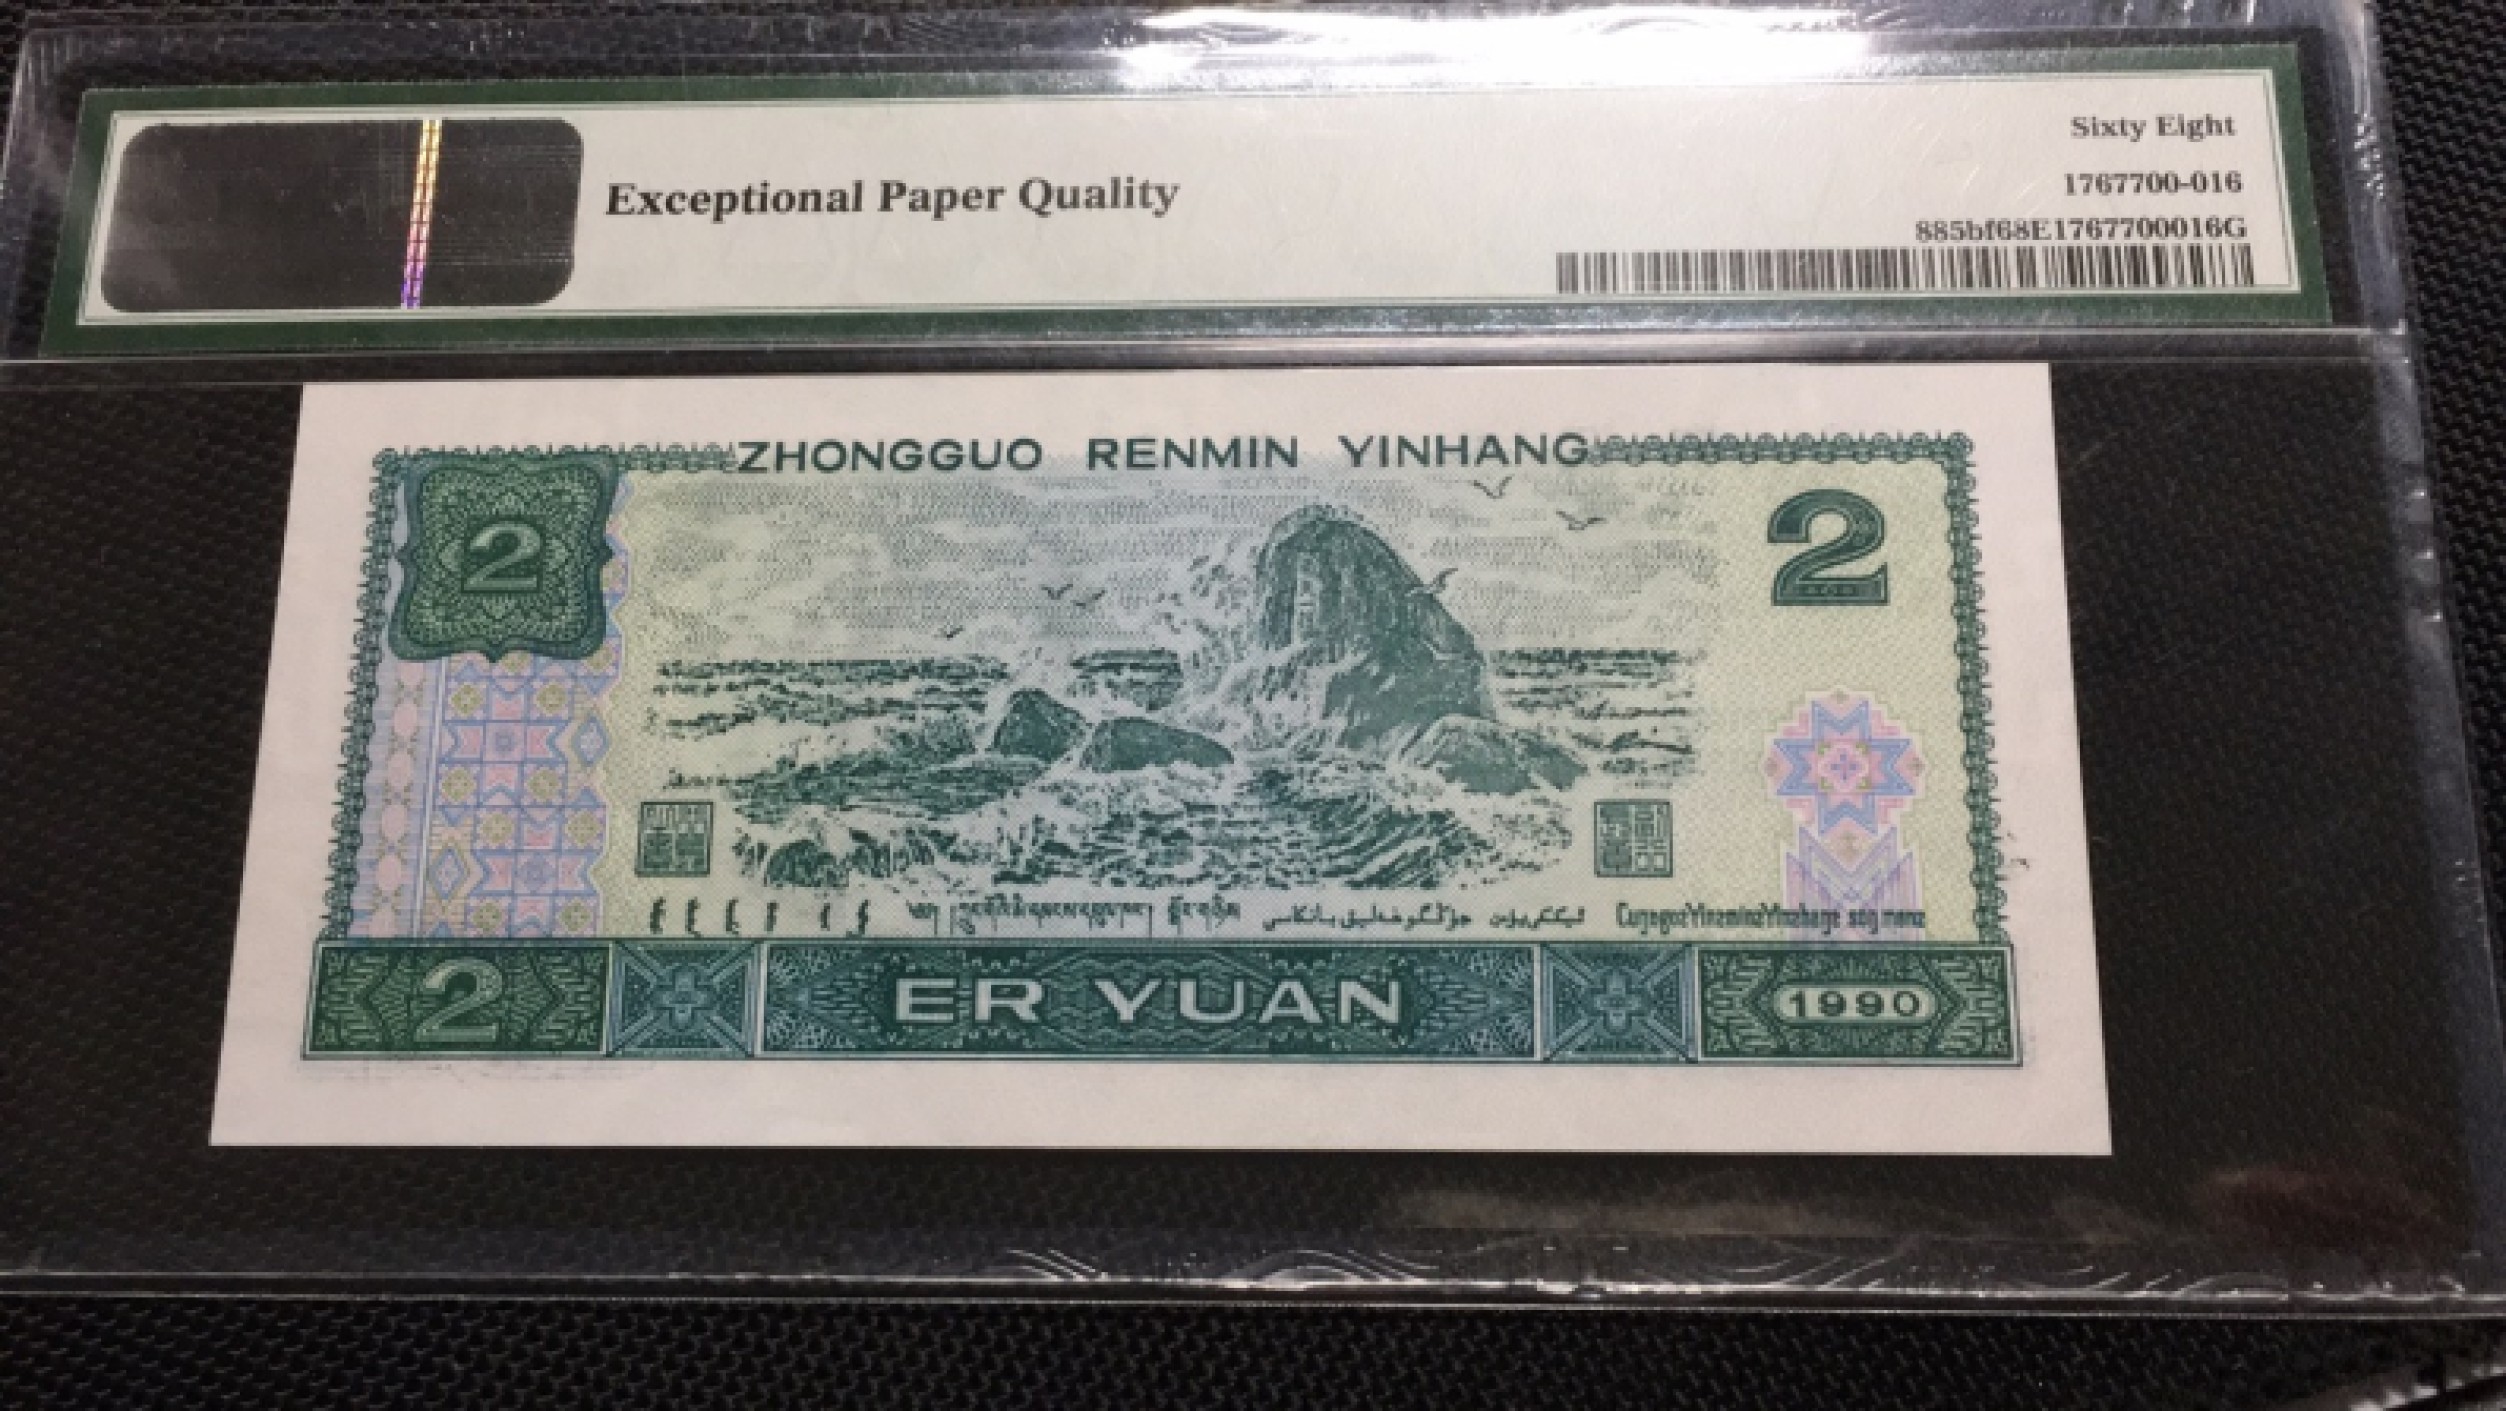 Exceptional Paper Quality
Sixty Eight
1767700-016
885bf68E1767700016G
ZHONGGUO RENMIN YINHANG
2
2
2
ER YUAN
1990